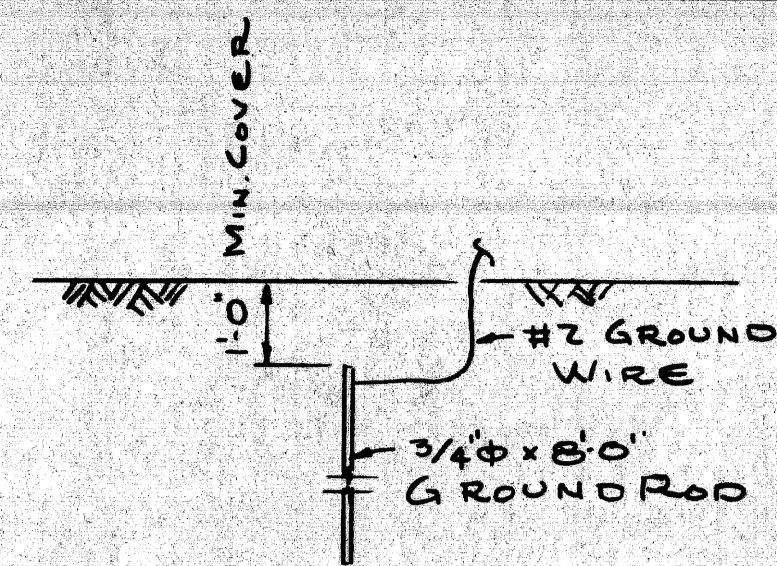 MIN. COVER
1'-0"
#2 GROUND
WIRE
3/4"φ x 8'-0"
GROUND ROD